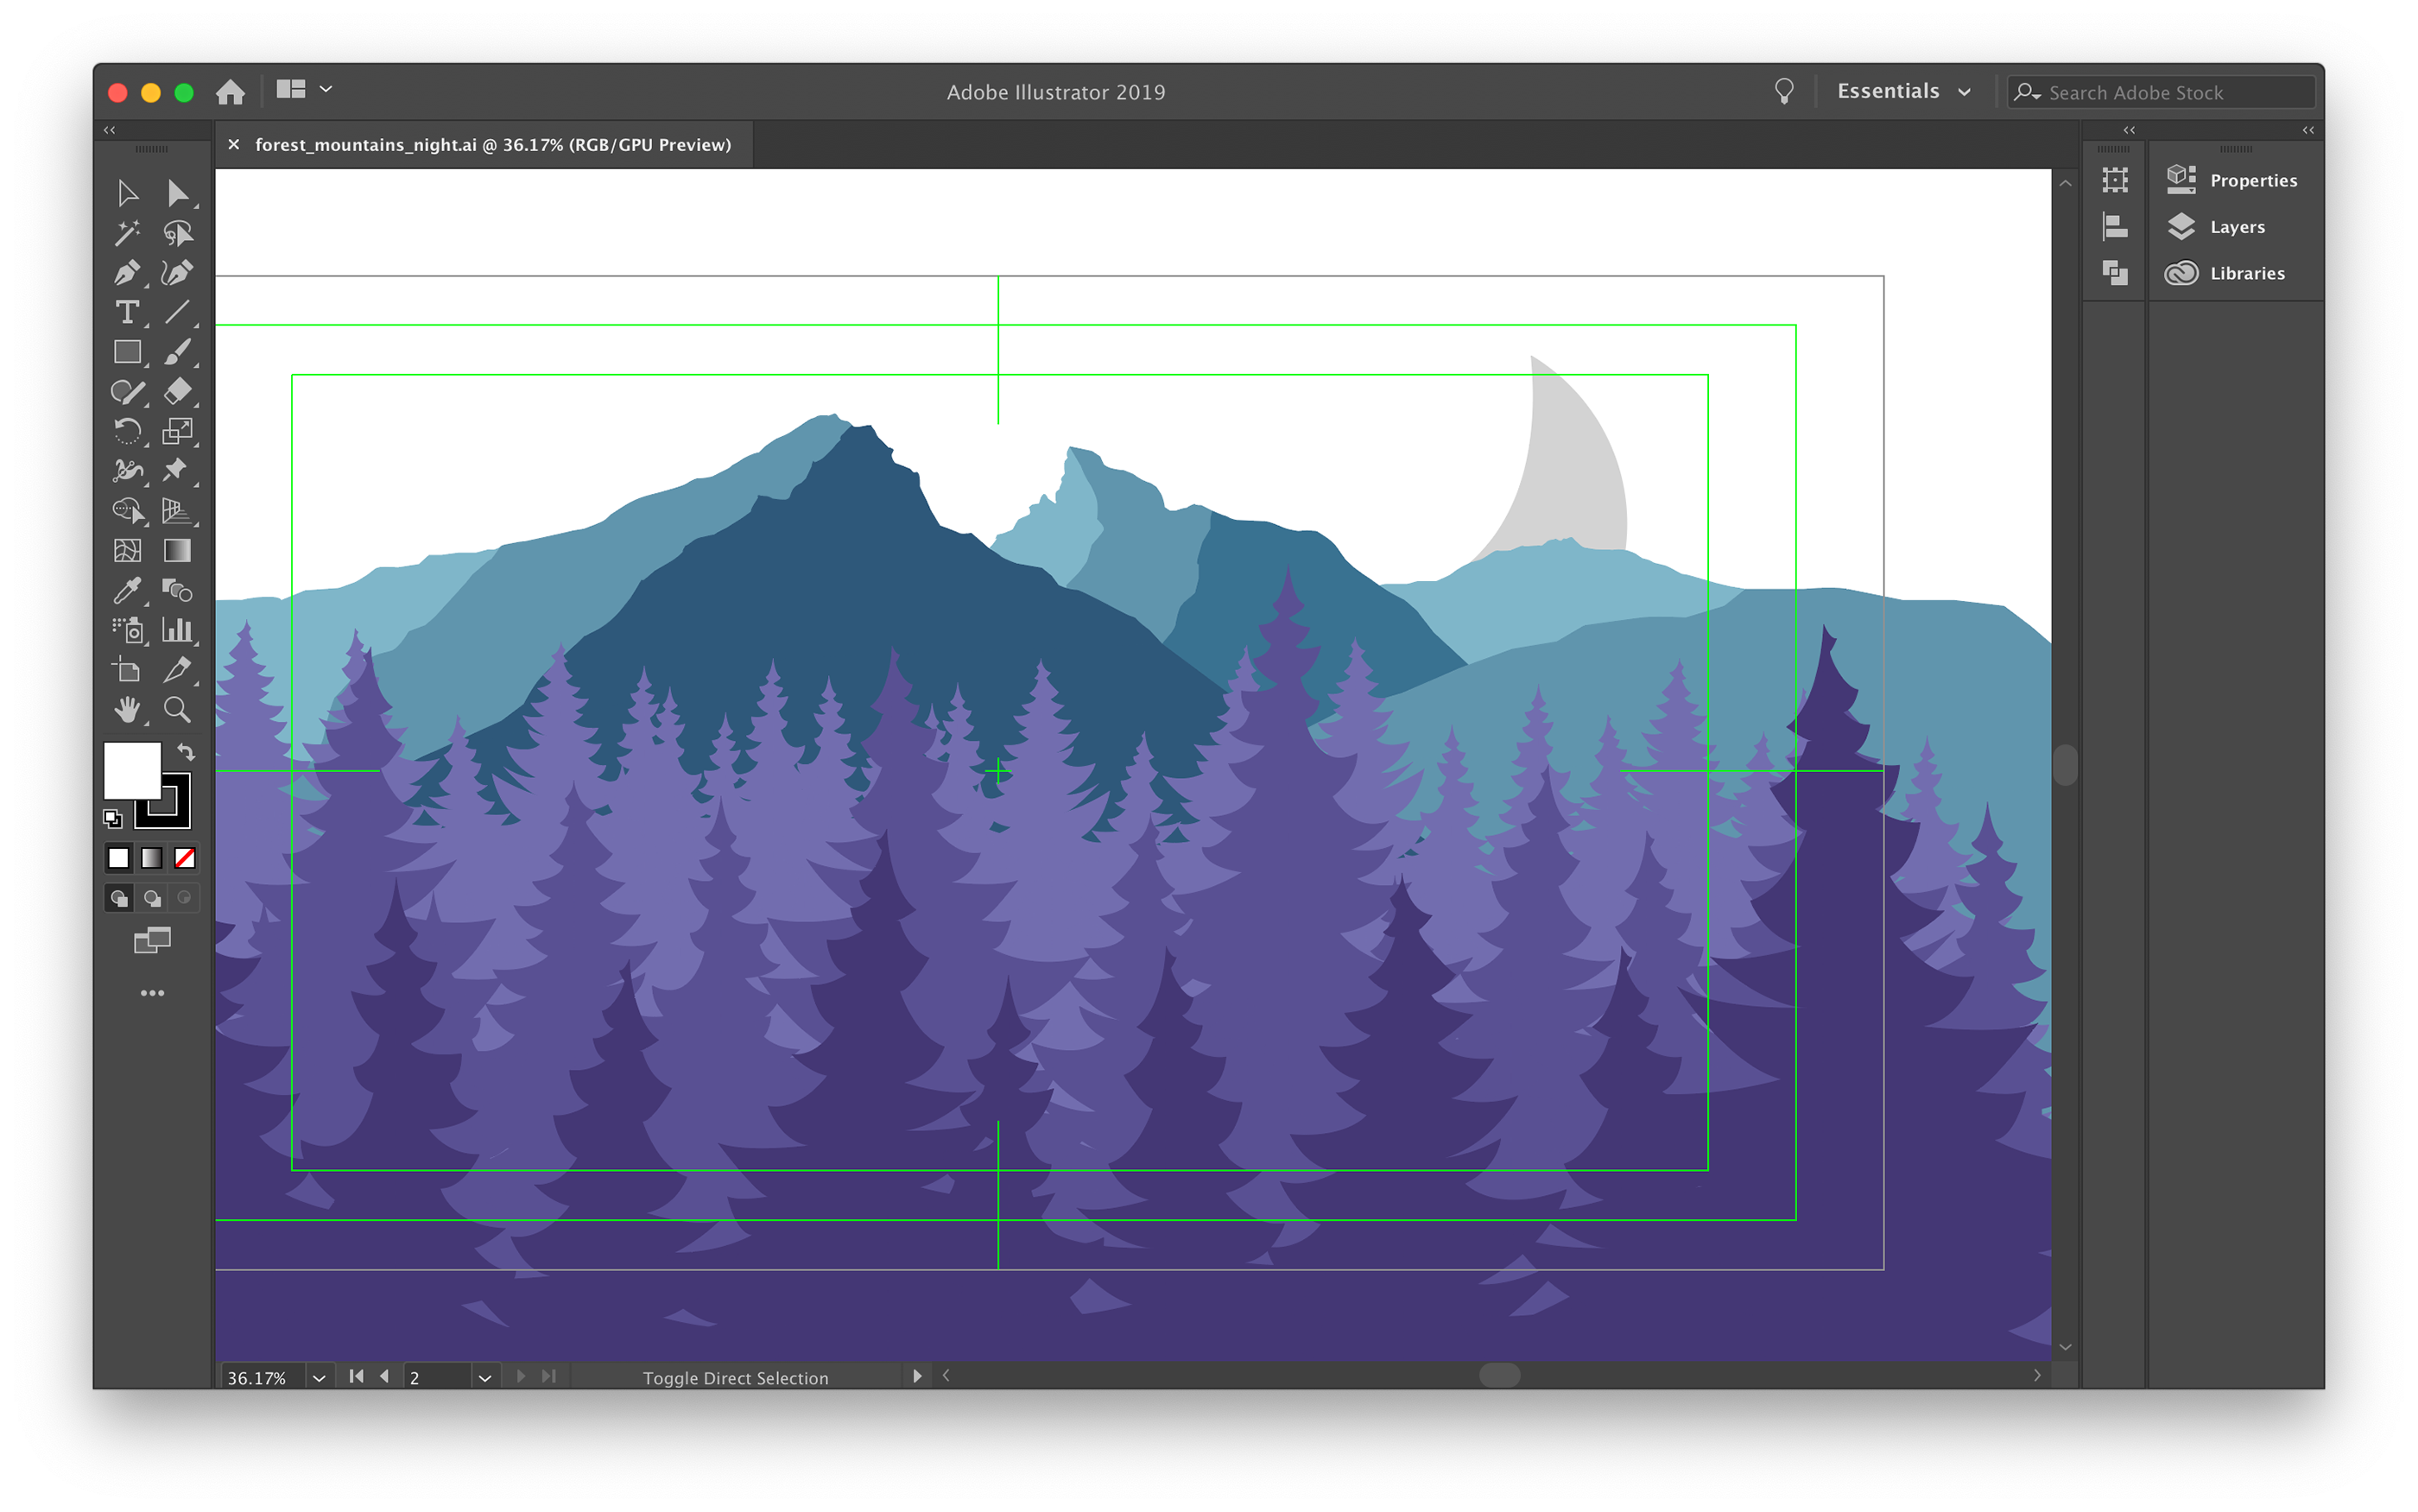 Adobe Illustrator 2019
Essentials
Search Adobe Stock
forest_mountains_night.ai @ 36.17% (RGB/GPU Preview)
Properties
Layers
Libraries
36.17%
2
Toggle Direct Selection